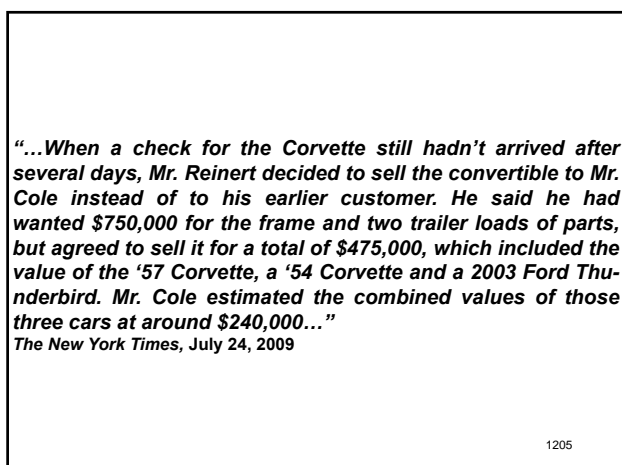 “…When a check for the Corvette still hadn’t arrived after
several days, Mr. Reinert decided to sell the convertible to Mr.
Cole instead of to his earlier customer. He said he had
wanted $750,000 for the frame and two trailer loads of parts,
but agreed to sell it for a total of $475,000, which included the
value of the ‘57 Corvette, a ‘54 Corvette and a 2003 Ford Thu-
nderbird. Mr. Cole estimated the combined values of those
three cars at around $240,000…”
The New York Times, July 24, 2009
1205